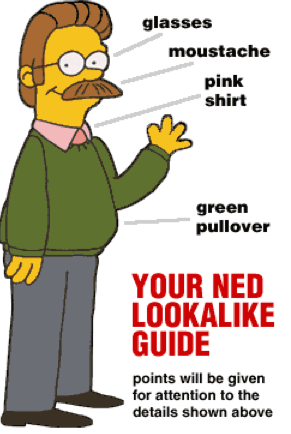 glasses
moustache
pink
shirt
green
pullover
YOUR NED
LOOKALIKE
GUIDE
points will be given
for attention to the
details shown above